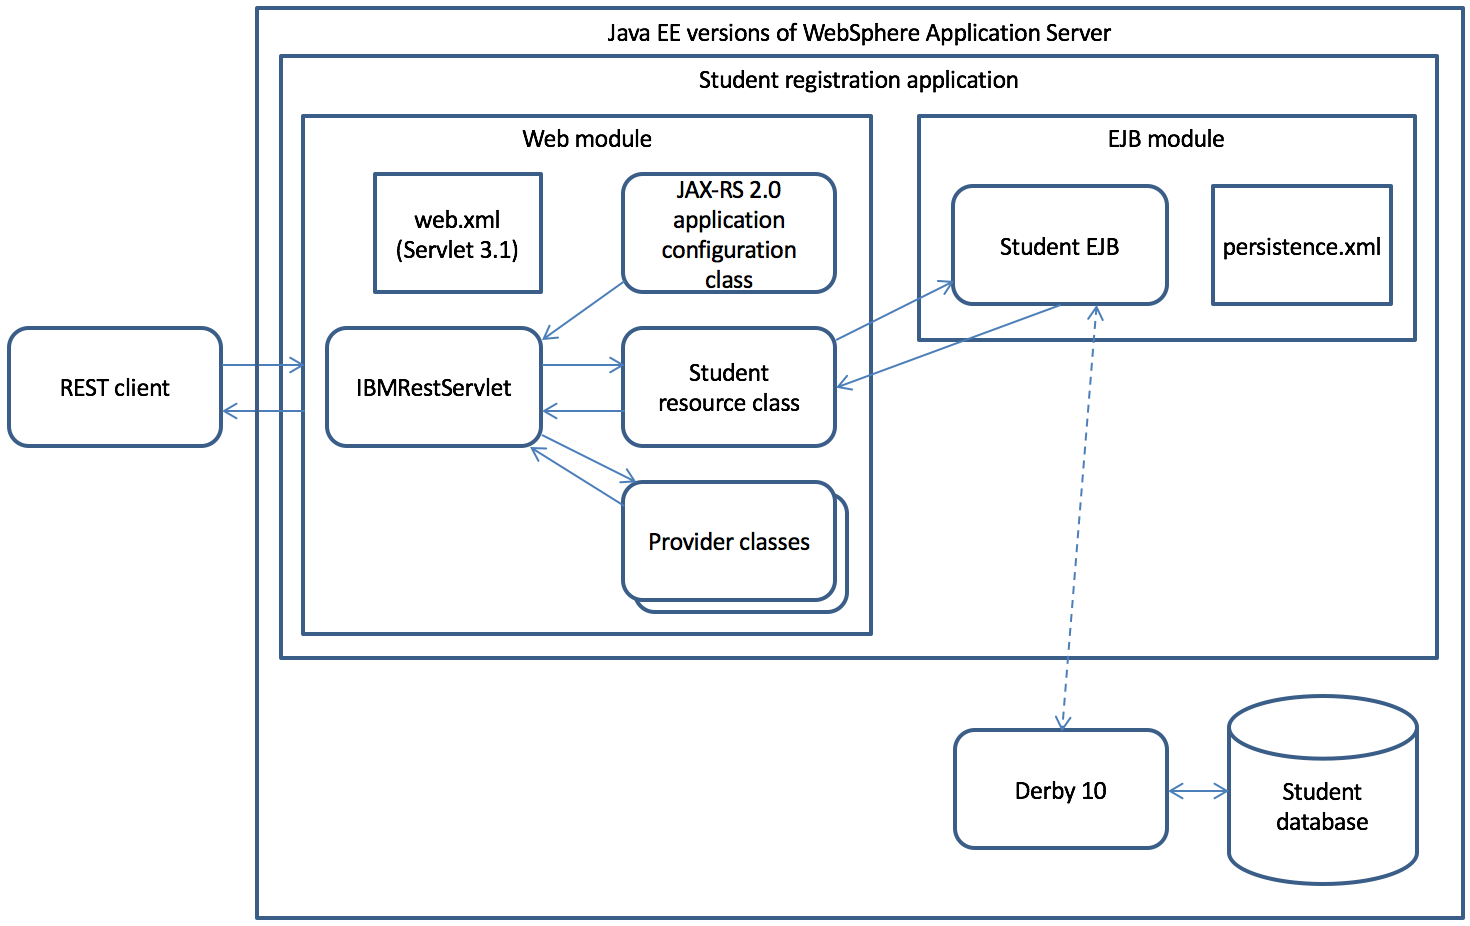 Java EE versions of WebSphere Application Server
Student registration application
Web module
EJB module
web.xml
(Servlet 3.1)
JAX-RS 2.0
application
configuration
class
Student EJB
persistence.xml
REST client
IBMRestServlet
Student
resource class
Provider classes
Derby 10
Student
database